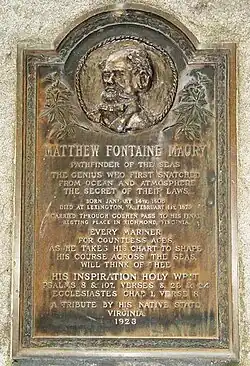 MATTHEW FONTAINE MAURY
PATHFINDER OF THE SEAS
THE GENIUS WHO FIRST SNATCHED
FROM OCEAN AND ATMOSPHERE
THE SECRET OF THEIR LAWS
BORN JANUARY 14TH, 1806
DIED AT LEXINGTON, VA, FEBRUARY 1st, 1873
CARRIED THROUGH GOSHEN PASS TO HIS FINAL
RESTING PLACE IN RICHMOND, VIRGINIA
EVERY MARINER
FOR COUNTLESS AGES
AS HE TAKES HIS CHART TO SHAPE
HIS COURSE ACROSS THE SEAS,
WILL THINK OF THEE
HIS INSPIRATION HOLY WRIT
PSALMS 8 & 107, VERSES 8, 23 & 24
ECCLESIASTES CHAP. 1, VERSE 8
A TRIBUTE BY HIS NATIVE STATE
VIRGINIA
1923